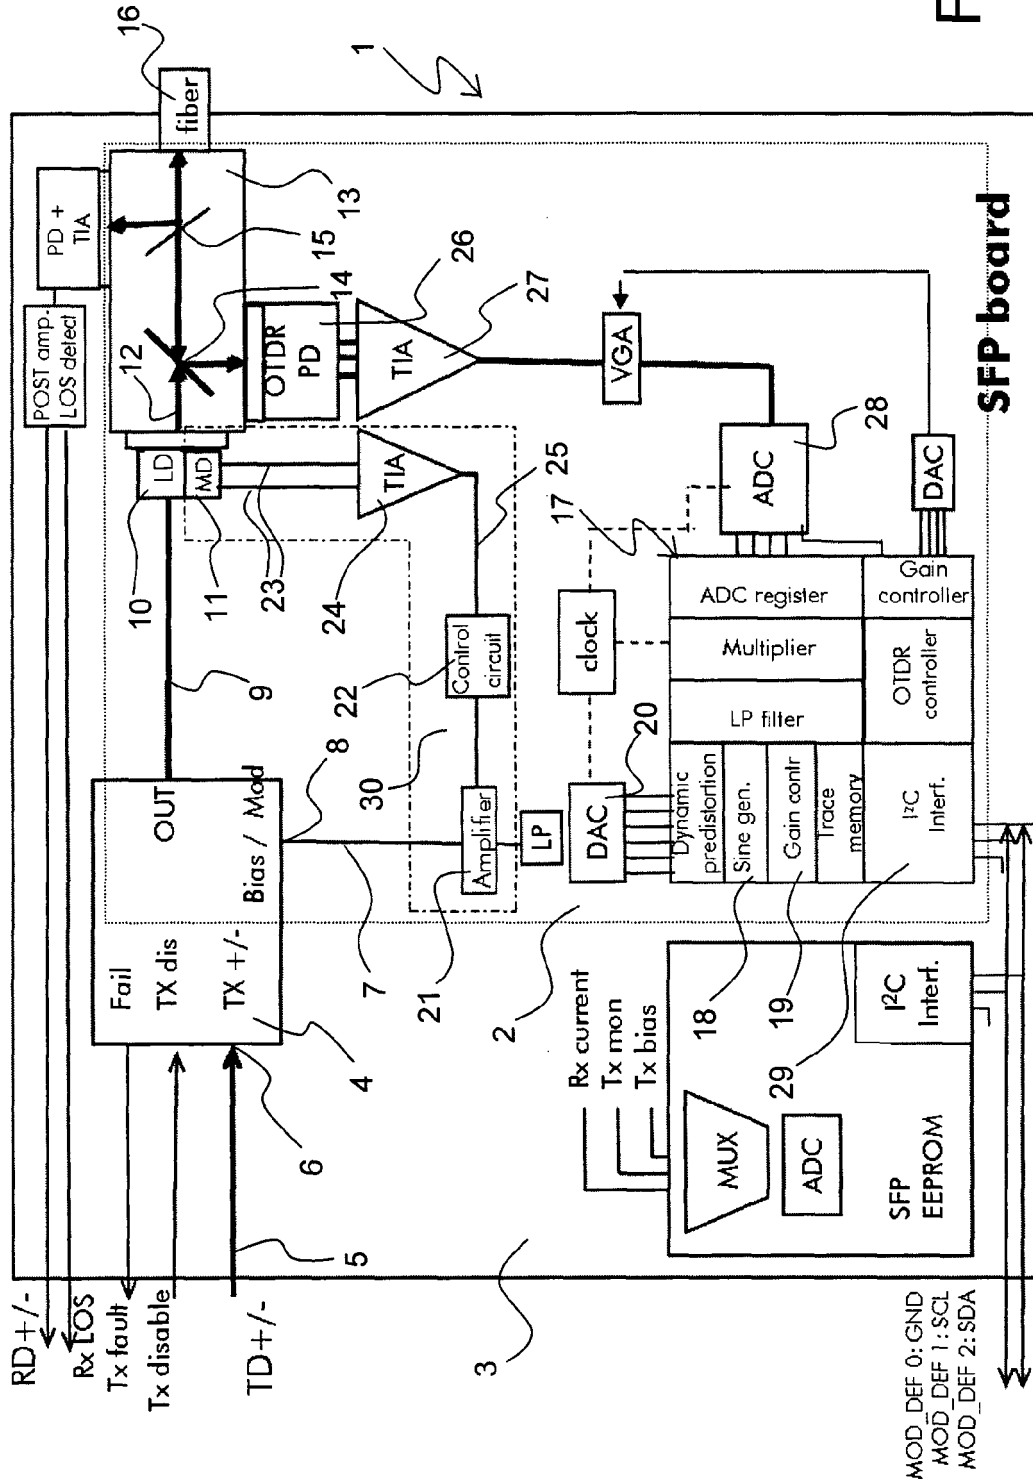 RD+/-
Rx LOS
Tx fault
Tx disable
TD+/-
5
6
3
Fail
TX dis
TX +/-
OUT
Bias / Mod
4
7
8
9
POST amp.
LOS detect
PD +
TIA
fiber
16
1
10
LD
MD
11
12
13
14
15
23
24
TIA
25
OTDR
PD
26
TIA
27
VGA
22
Control
circuit
30
Amplifier
21
LP
2
DAC
20
clock
17
ADC
28
DAC
Dynamic
predistortion
Sine gen.
Gain contr
Trace
memory
LP filter
Multiplier
ADC register
I²C
Interf.
OTDR
controller
Gain
controller
18
19
29
Rx current
Tx mon
Tx bias
MUX
ADC
SFP
EEPROM
I²C
Interf.
SFP board
MOD_DEF 0: GND
MOD_DEF 1: SCL
MOD_DEF 2: SDA